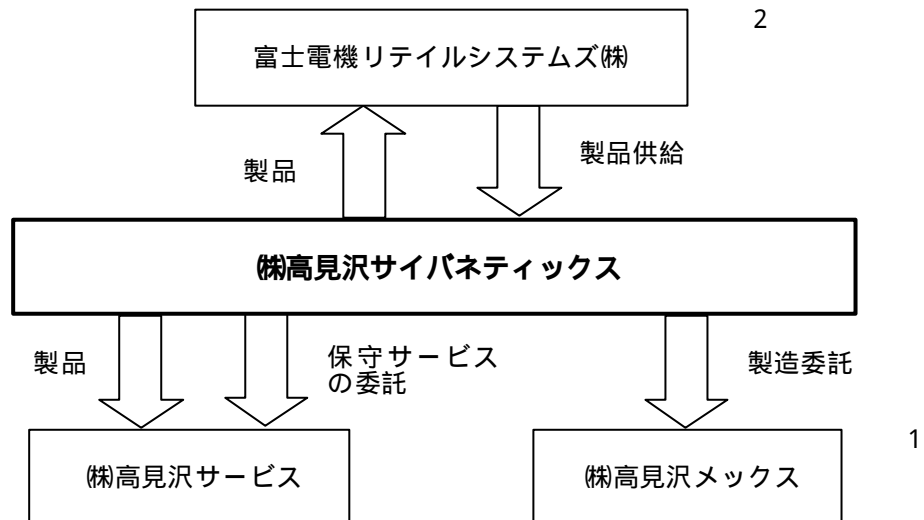 2
富士電機リテイルシステムズ㈱
製品
製品供給
㈱高見沢サイバネティックス
製品
保守サービス
の委託
製造委託
1
㈱高見沢サービス
㈱高見沢メックス